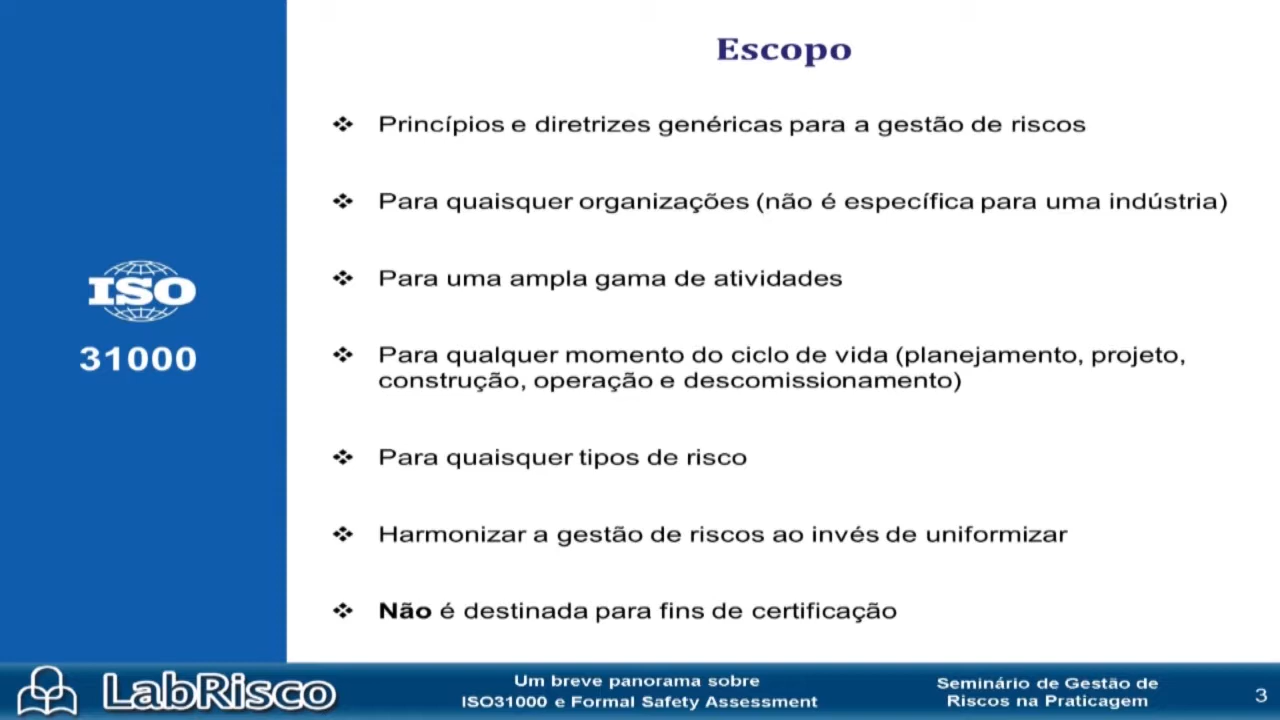 Escopo
❖ Princípios e diretrizes genéricas para a gestão de riscos
❖ Para quaisquer organizações (não é específica para uma indústria)
❖ Para uma ampla gama de atividades
❖ Para qualquer momento do ciclo de vida (planejamento, projeto,
construção, operação e descomissionamento)
❖ Para quaisquer tipos de risco
❖ Harmonizar a gestão de riscos ao invés de uniformizar
❖ Não é destinada para fins de certificação
ISO
31000
LabRisco
Um breve panorama sobre
ISO31000 e Formal Safety Assessment
Seminário de Gestão de
Riscos na Praticagem
3